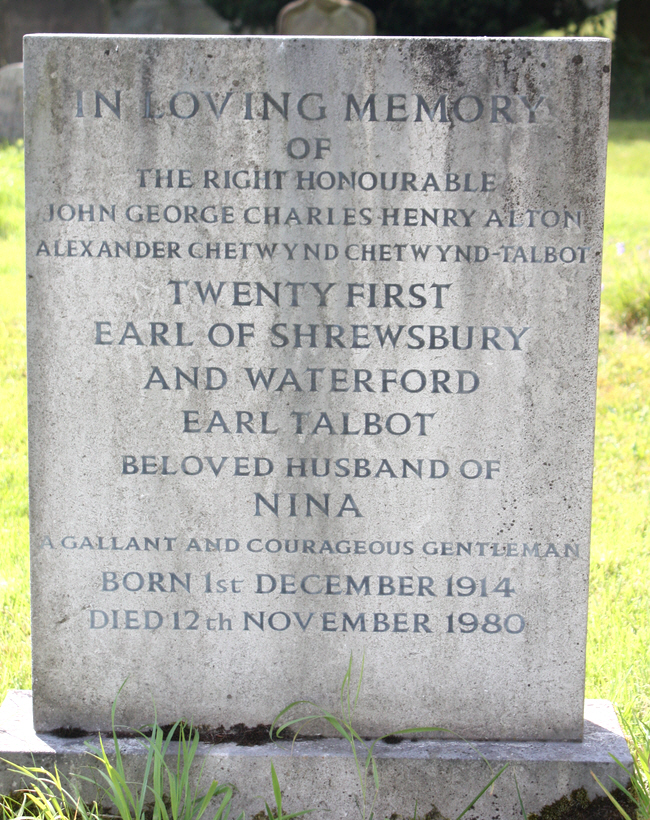 IN LOVING MEMORY
OF
THE RIGHT HONOURABLE
JOHN GEORGE CHARLES HENRY ALTON
ALEXANDER CHETWYND CHETWYND-TALBOT
TWENTY FIRST
EARL OF SHREWSBURY
AND WATERFORD
EARL TALBOT
BELOVED HUSBAND OF
NINA
A GALLANT AND COURAGEOUS GENTLEMAN
BORN 1st DECEMBER 1914
DIED 12th NOVEMBER 1980